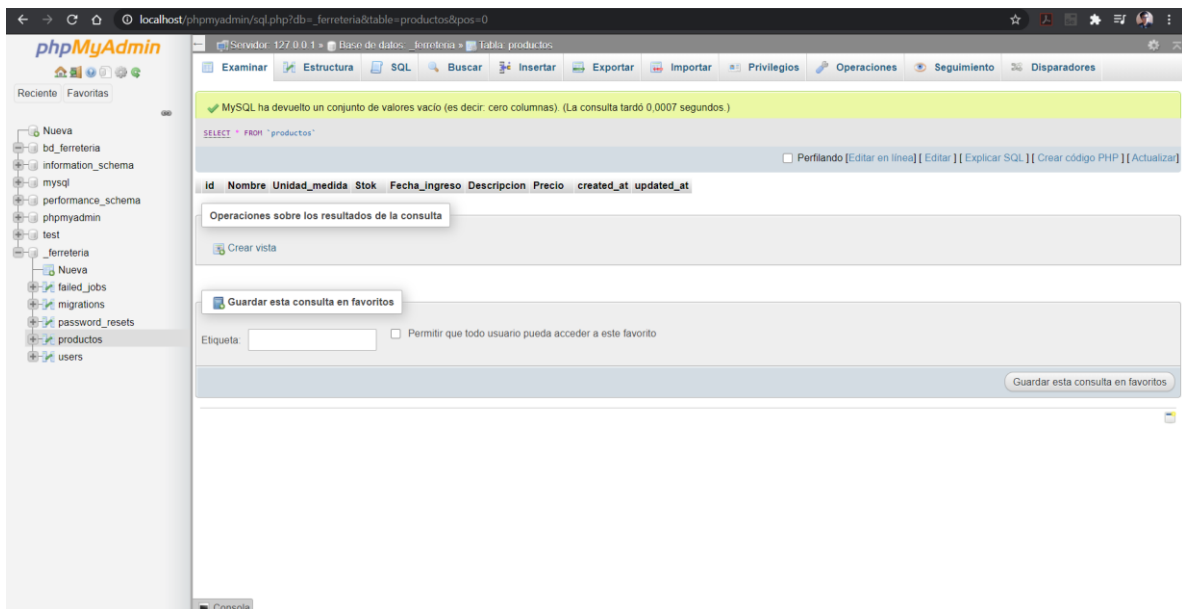 localhost/phpmyadmin/sql.php?db=_ferreteria&table=productos&pos=0
phpMyAdmin
Reciente Favoritas
Nueva
bd_ferreteria
information_schema
mysql
performance_schema
phpmyadmin
test
_ferreteria
Nueva
failed_jobs
migrations
password_resets
productos
users
Servidor: 127.0.0.1 » Base de datos: _ferreteria » Tabla: productos
Examinar Estructura SQL Buscar Insertar Exportar Importar Privilegios Operaciones Seguimiento Disparadores
MySQL ha devuelto un conjunto de valores vacío (es decir: cero columnas). (La consulta tardó 0,0007 segundos.)
SELECT * FROM `productos`
Perfilando [Editar en línea] [ Editar ] [ Explicar SQL ] [ Crear código PHP ] [ Actualizar]
id Nombre Unidad_medida Stok Fecha_ingreso Descripcion Precio created_at updated_at
Operaciones sobre los resultados de la consulta
Crear vista
Guardar esta consulta en favoritos
Etiqueta: Permitir que todo usuario pueda acceder a este favorito
Guardar esta consulta en favoritos
Consola